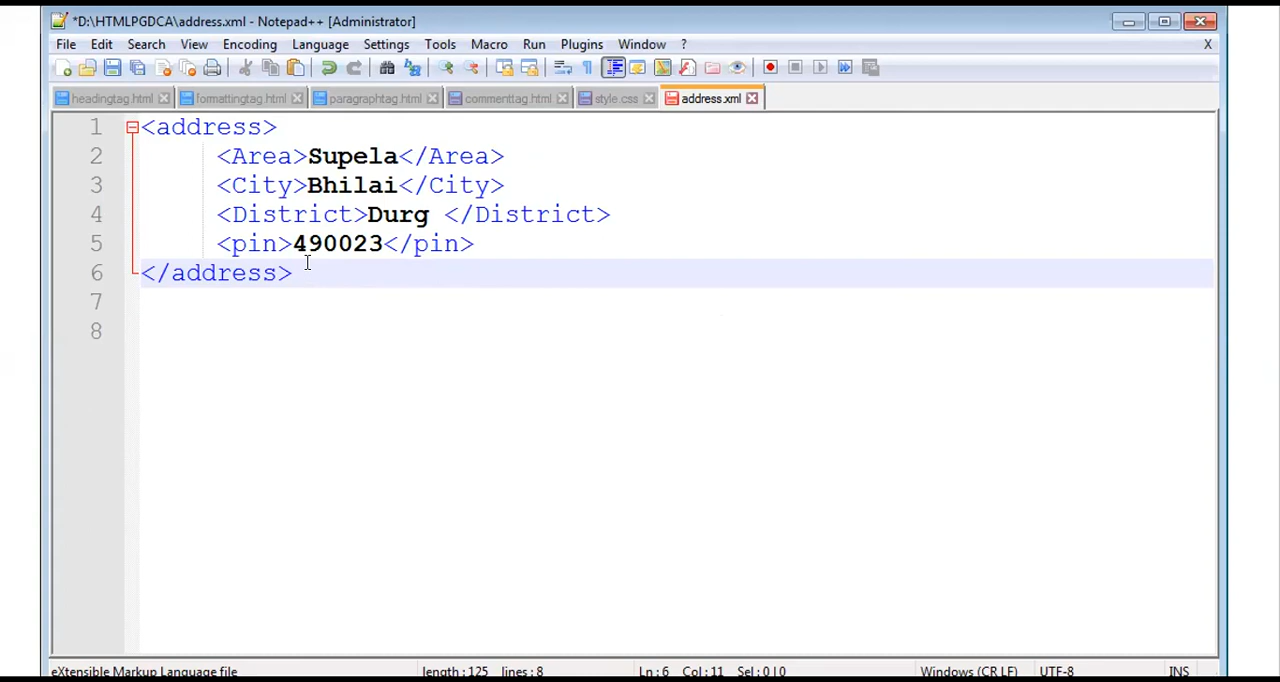 *D:\HTMLPGDCA\address.xml - Notepad++ [Administrator]
File Edit Search View Encoding Language Settings Tools Macro Run Plugins Window ? X
headingtag.html formattingtag.html paragraphtag.html commenttag.html style.css address.xml
1 <address>
2 <Area>Supela</Area>
3 <City>Bhilai</City>
4 <District>Durg </District>
5 <pin>490023</pin>
6 </address>
7
8
eXtensible Markup Language file length : 125 lines : 8 Ln : 6 Col : 11 Sel : 0 | 0 Windows (CR LF) UTF-8 INS